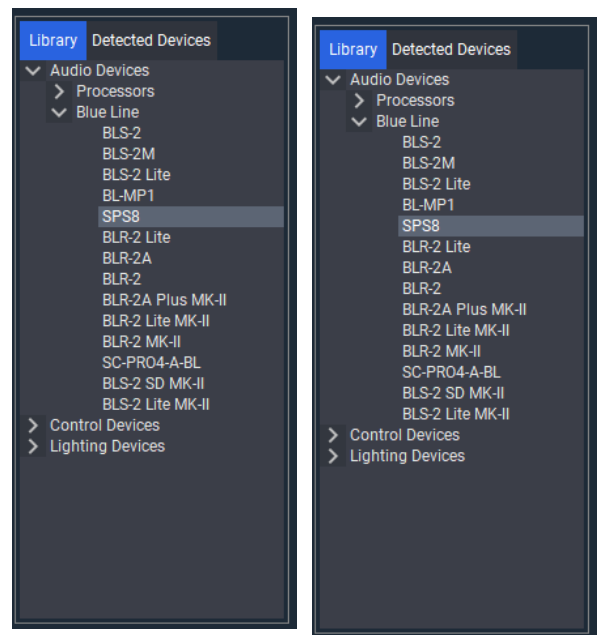 Library Detected Devices
Audio Devices
Processors
Blue Line
BLS-2
BLS-2M
BLS-2 Lite
BL-MP1
SPS8
BLR-2 Lite
BLR-2A
BLR-2
BLR-2A Plus MK-II
BLR-2 Lite MK-II
BLR-2 MK-II
SC-PRO4-A-BL
BLS-2 SD MK-II
BLS-2 Lite MK-II
Control Devices
Lighting Devices
Library Detected Devices
Audio Devices
Processors
Blue Line
BLS-2
BLS-2M
BLS-2 Lite
BL-MP1
SPS8
BLR-2 Lite
BLR-2A
BLR-2
BLR-2A Plus MK-II
BLR-2 Lite MK-II
BLR-2 MK-II
SC-PRO4-A-BL
BLS-2 SD MK-II
BLS-2 Lite MK-II
Control Devices
Lighting Devices